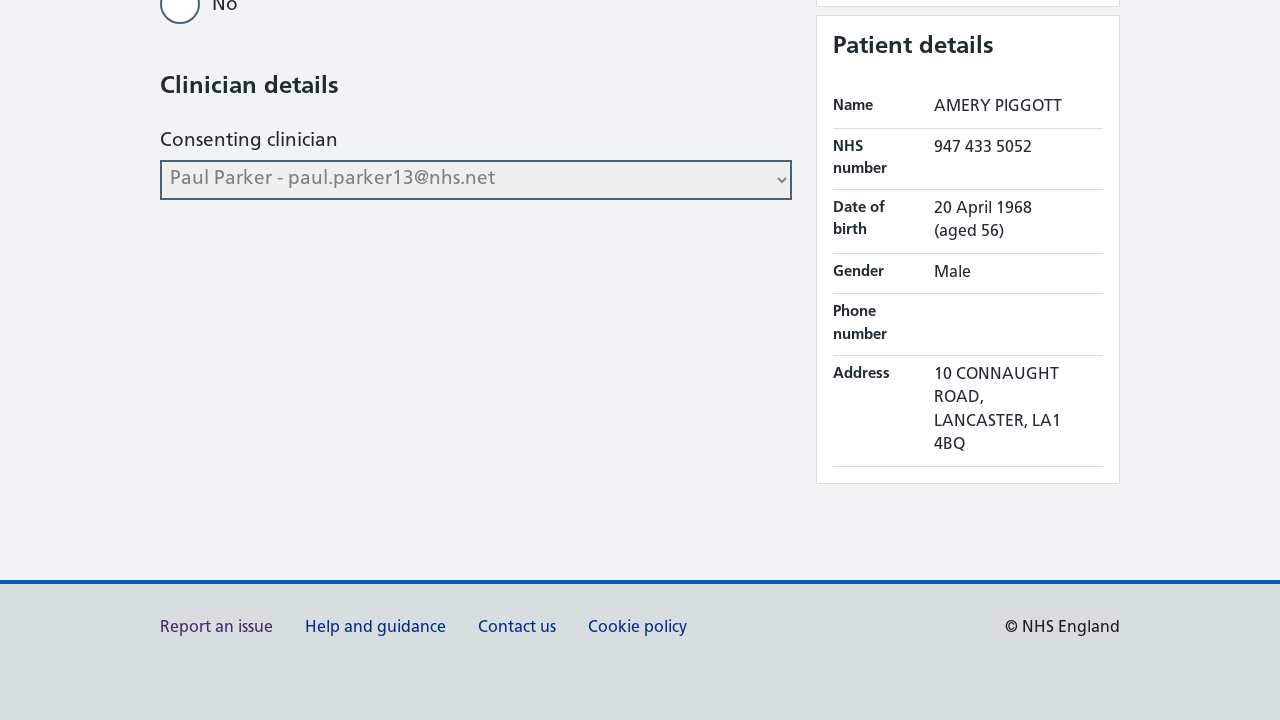 No
Clinician details
Consenting clinician
Paul Parker - paul.parker13@nhs.net
Patient details
Name AMERY PIGGOTT
NHS number 947 433 5052
Date of birth 20 April 1968 (aged 56)
Gender Male
Phone number
Address 10 CONNAUGHT ROAD, LANCASTER, LA1 4BQ
Report an issue Help and guidance Contact us Cookie policy © NHS England